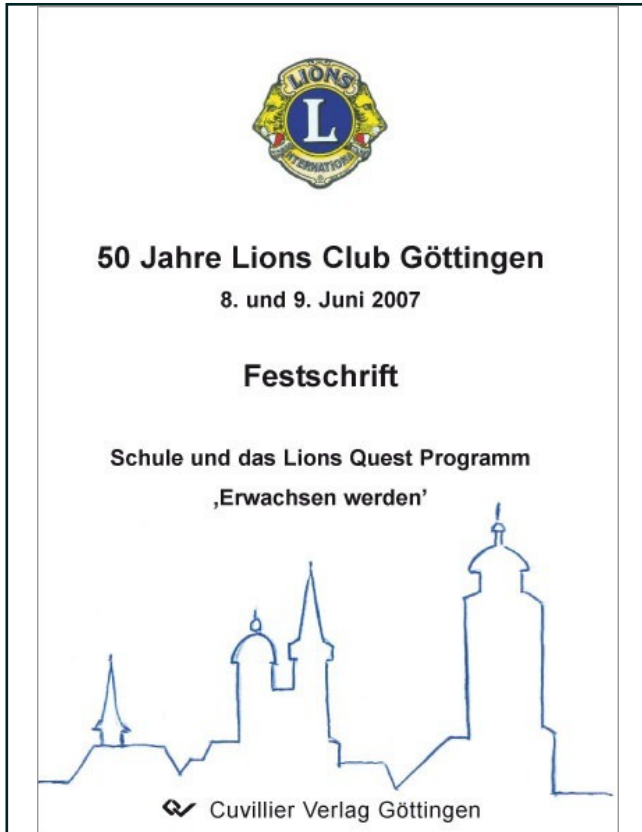 LIONS
L
INTERNATIONAL
50 Jahre Lions Club Göttingen
8. und 9. Juni 2007
Festschrift
Schule und das Lions Quest Programm
‚Erwachsen werden’
Cuvillier Verlag Göttingen